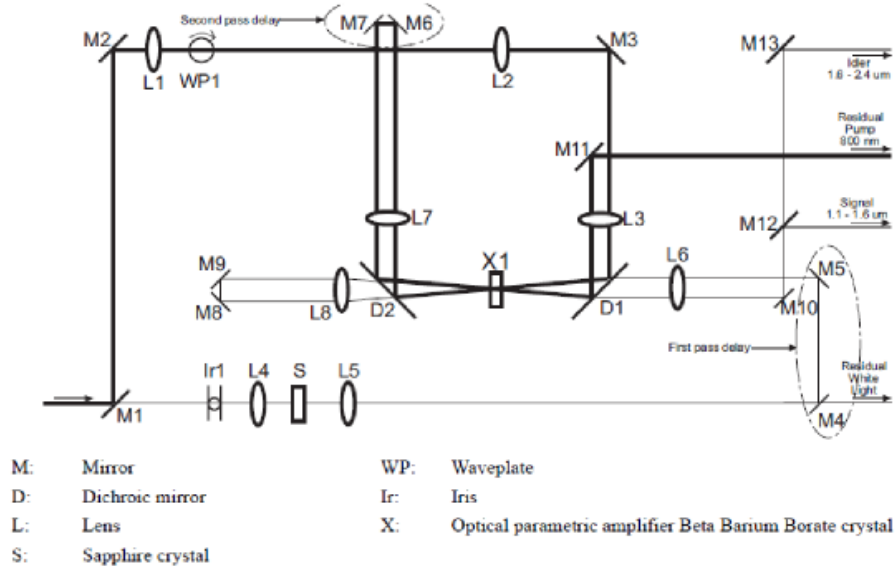 Second pass delay
M7
M6
M2
M3
M13
L1
WP1
L2
Idler
1.6 - 2.4 um
Residual
Pump
800 nm
M11
Signal
1.1 - 1.6 um
M12
L7
L3
L6
X1
M9
M5
M8
L8
D2
D1
M10
First pass delay
Ir1
L4
S
L5
Residual
White
Light
M1
M4
M: Mirror WP: Waveplate
D: Dichroic mirror Ir: Iris
L: Lens X: Optical parametric amplifier Beta Barium Borate crystal
S: Sapphire crystal